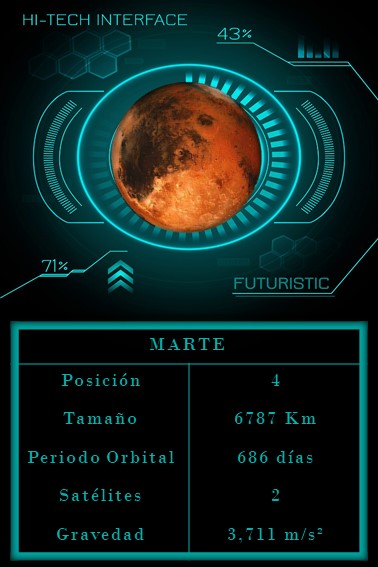 HI-TECH INTERFACE
43%
71%
FUTURISTIC
MARTE
Posición 4
Tamaño 6787 Km
Periodo Orbital 686 días
Satélites 2
Gravedad 3,711 m/s²